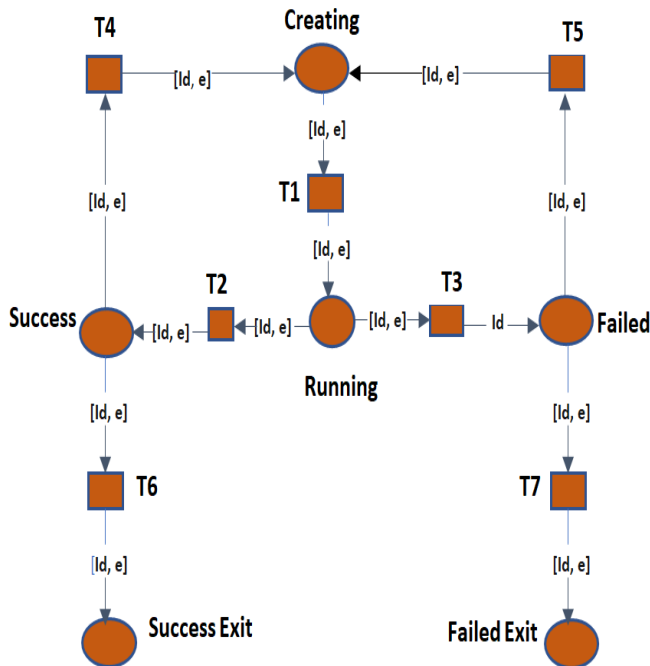 T4
Creating
T5
[Id, e]
[Id, e]
[Id, e]
T1
[Id, e]
[Id, e]
[Id, e]
T2
T3
Success
[Id, e]
[Id, e]
[Id, e]
Id
Failed
Running
[Id, e]
[Id, e]
T6
T7
[Id, e]
[Id, e]
Success Exit
Failed Exit